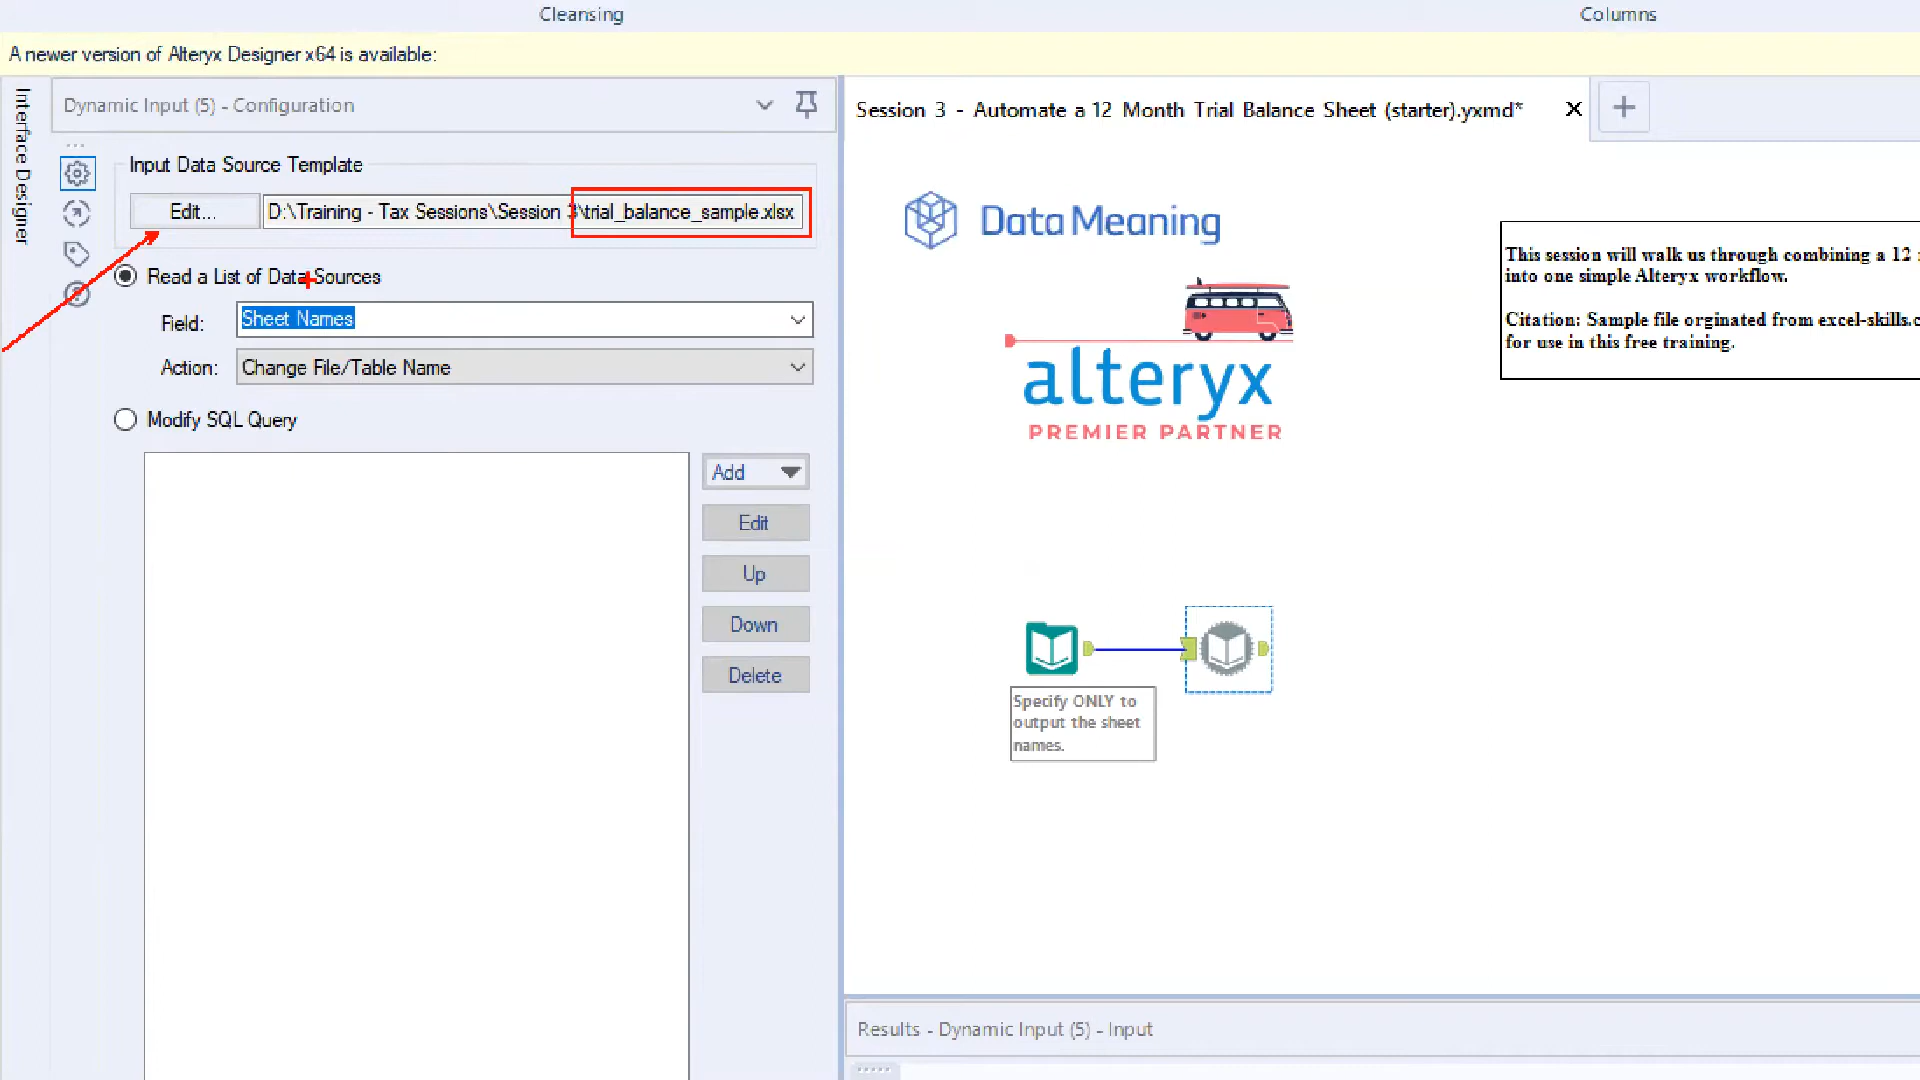 Cleansing
Columns
A newer version of Alteryx Designer x64 is available:
Interface Designer
Dynamic Input (5) - Configuration
Input Data Source Template
Edit...
D:\Training - Tax Sessions\Session 3\trial_balance_sample.xlsx
Read a List of Data Sources
Field:
Sheet Names
Action:
Change File/Table Name
Modify SQL Query
Add
Edit
Up
Down
Delete
Session 3 - Automate a 12 Month Trial Balance Sheet (starter).yxmd*
Data Meaning
alteryx
PREMIER PARTNER
This session will walk us through combining a 12
into one simple Alteryx workflow.
Citation: Sample file orginated from excel-skills.c
for use in this free training.
Specify ONLY to
output the sheet
names.
Results - Dynamic Input (5) - Input